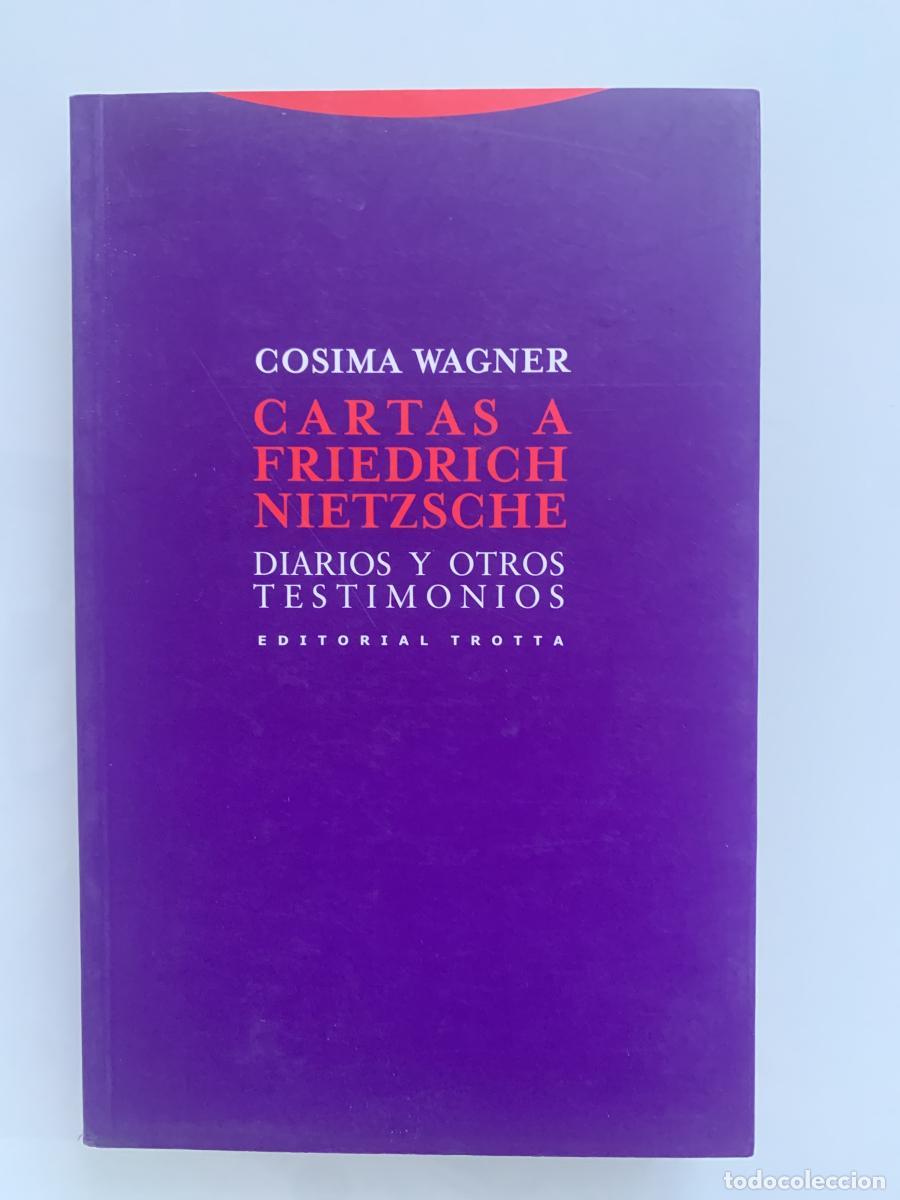 COSIMA WAGNER
CARTAS A
FRIEDRICH
NIETZSCHE
DIARIOS Y OTROS
TESTIMONIOS
EDITORIAL TROTTA
todocoleccion